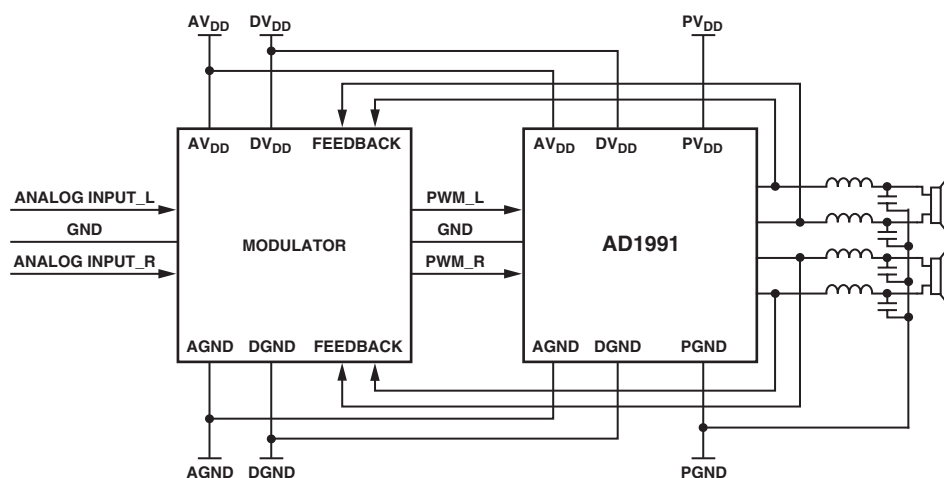 AVDD DVDD PVDD
AVDD DVDD FEEDBACK AVDD DVDD PVDD
ANALOG INPUT_L PWM_L
GND GND
MODULATOR AD1991
ANALOG INPUT_R PWM_R
AGND DGND FEEDBACK AGND DGND PGND
AGND DGND PGND